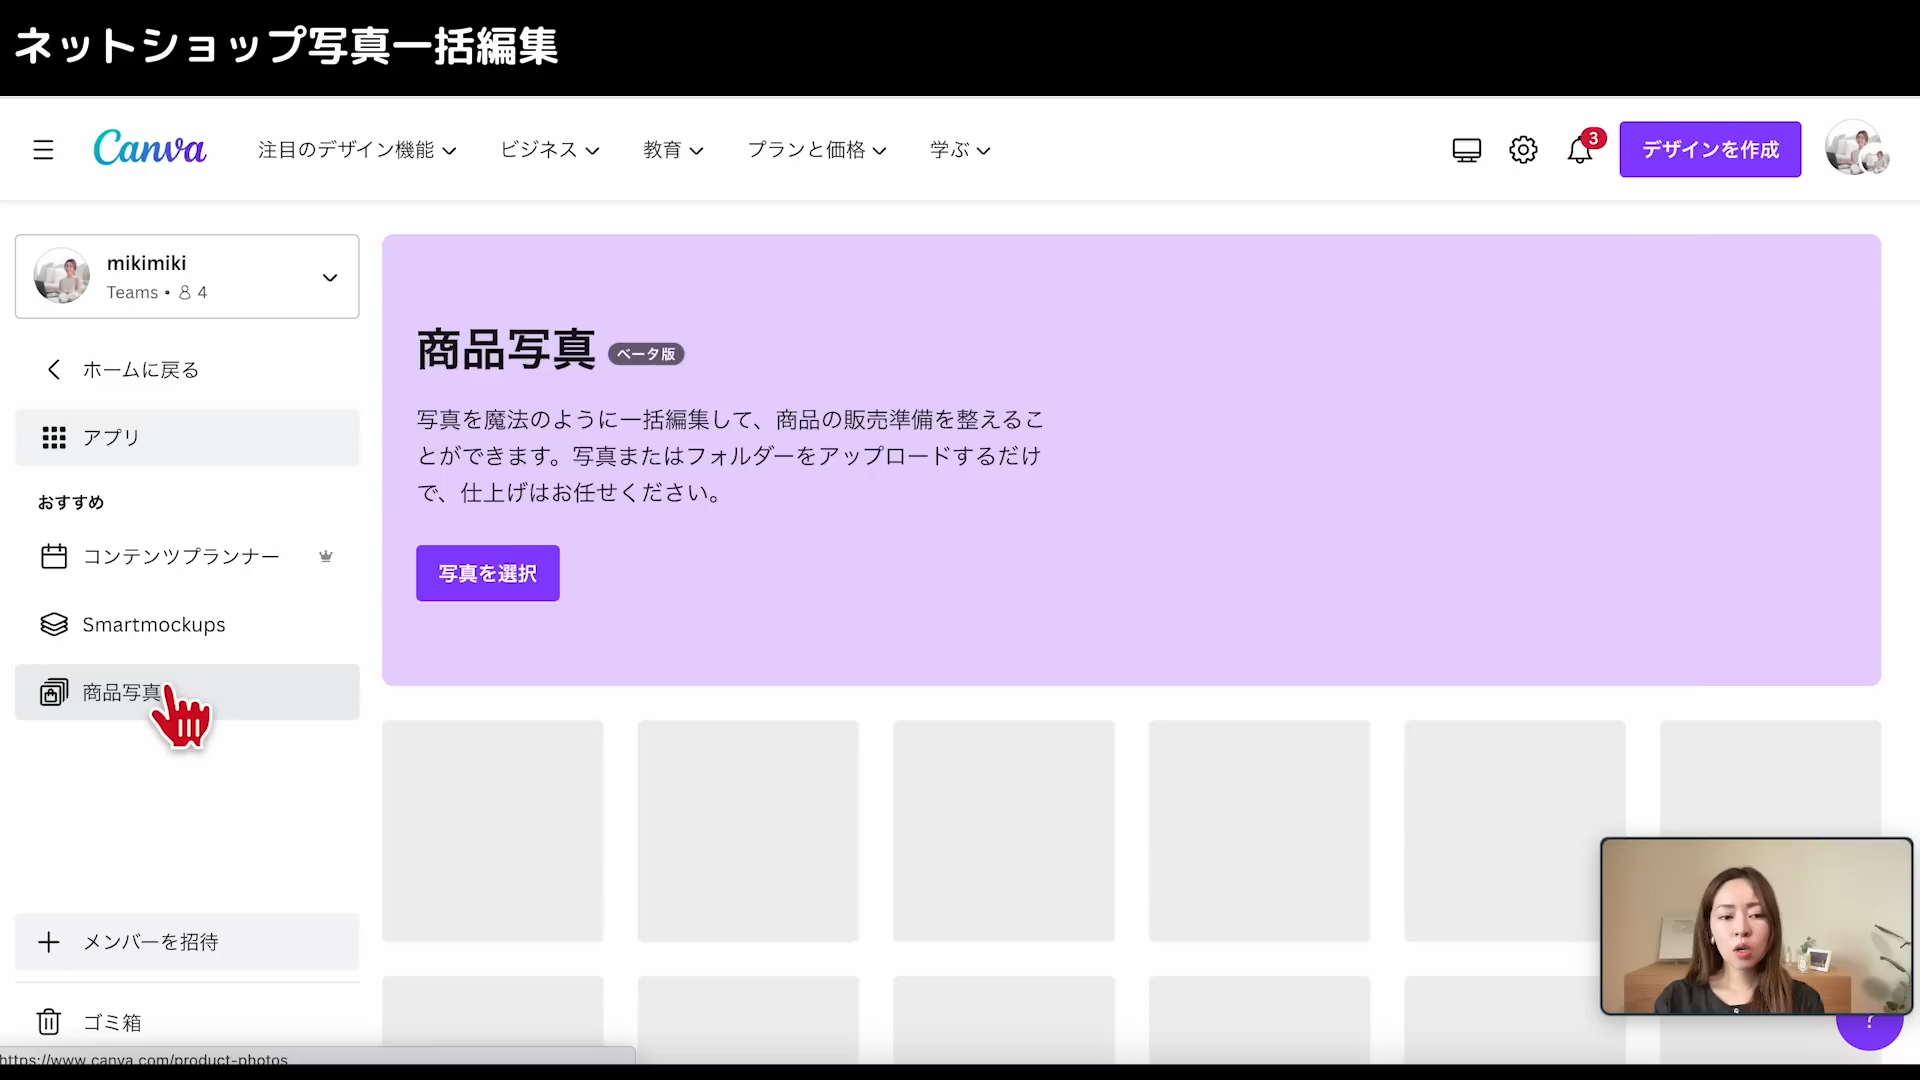 ネットショップ写真一括編集
Canva
注目のデザイン機能
ビジネス
教育
プランと価格
学ぶ
3
デザインを作成
mikimiki
Teams • 4
ホームに戻る
アプリ
おすすめ
コンテンツプランナー
Smartmockups
商品写真
メンバーを招待
ゴミ箱
https://www.canva.com/product-photos
商品写真 ベータ版
写真を魔法のように一括編集して、商品の販売準備を整えるこ
とができます。写真またはフォルダーをアップロードするだけ
で、仕上げはお任せください。
写真を選択
?